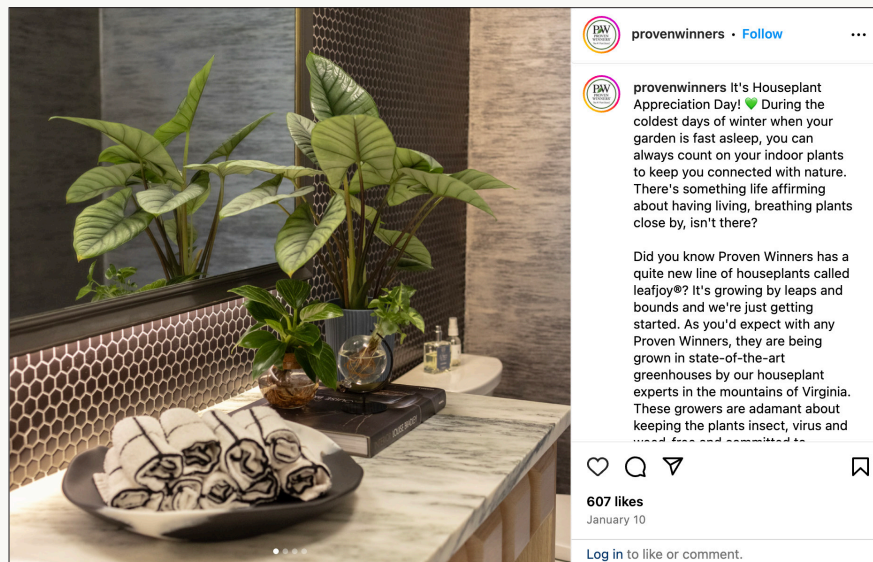 provenwinners • Follow
provenwinners It's Houseplant
Appreciation Day! 💚 During the
coldest days of winter when your
garden is fast asleep, you can
always count on your indoor plants
to keep you connected with nature.
There's something life affirming
about having living, breathing plants
close by, isn't there?
Did you know Proven Winners has a
quite new line of houseplants called
leafjoy®? It's growing by leaps and
bounds and we're just getting
started. As you'd expect with any
Proven Winners, they are being
grown in state-of-the-art
greenhouses by our houseplant
experts in the mountains of Virginia.
These growers are adamant about
keeping the plants insect, virus and
weed-free and committed to
607 likes
January 10
Log in to like or comment.